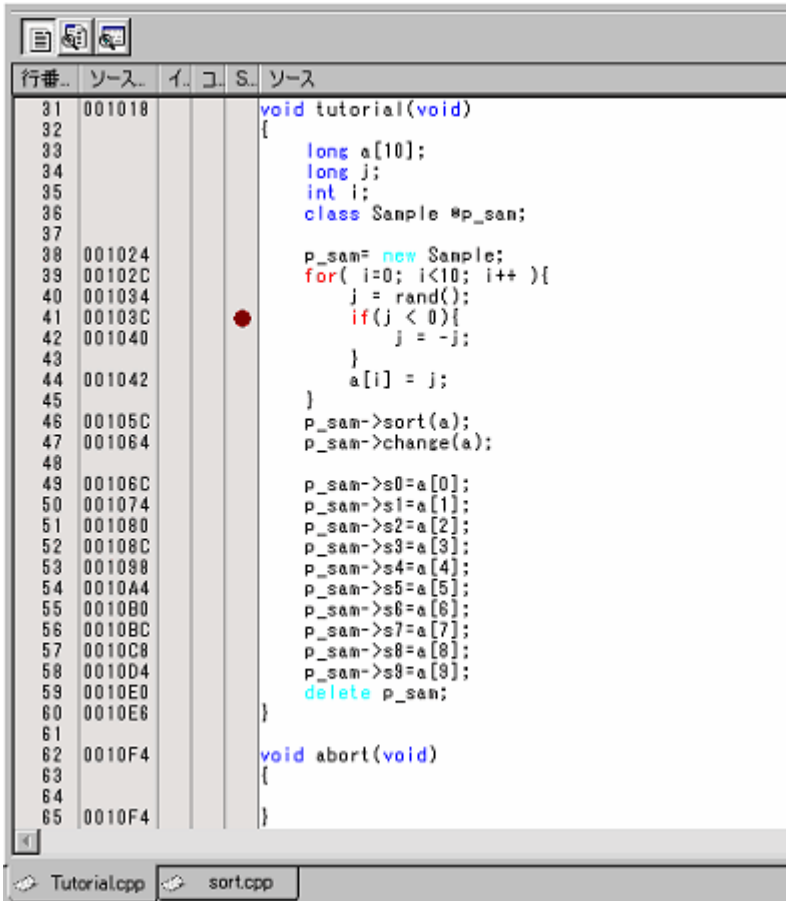 行番.. ソース.. イ.. コ.. S.. ソース
31 001018 void tutorial(void)
32 {
33 long a[10];
34 long j;
35 int i;
36 class Sample *p_sam;
37
38 001024 p_sam= new Sample;
39 00102C for( i=0; i<10; i++ ){
40 001034 j = rand();
41 00103C if(j < 0){
42 001040 j = -j;
43 }
44 001042 a[i] = j;
45 }
46 00105C p_sam->sort(a);
47 001064 p_sam->change(a);
48
49 00106C p_sam->s0=a[0];
50 001074 p_sam->s1=a[1];
51 001080 p_sam->s2=a[2];
52 00108C p_sam->s3=a[3];
53 001098 p_sam->s4=a[4];
54 0010A4 p_sam->s5=a[5];
55 0010B0 p_sam->s6=a[6];
56 0010BC p_sam->s7=a[7];
57 0010C8 p_sam->s8=a[8];
58 0010D4 p_sam->s9=a[9];
59 0010E0 delete p_sam;
60 0010E6 }
61
62 0010F4 void abort(void)
63 {
64
65 0010F4 }
Tutorial.cpp sort.cpp